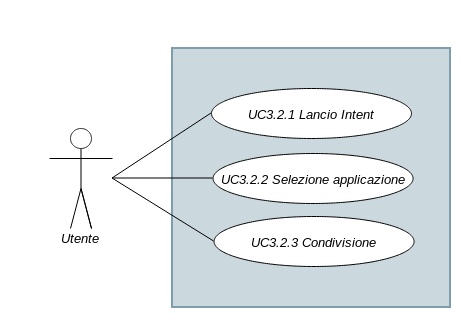 UC3.2.1 Lancio Intent
UC3.2.2 Selezione applicazione
Utente
UC3.2.3 Condivisione